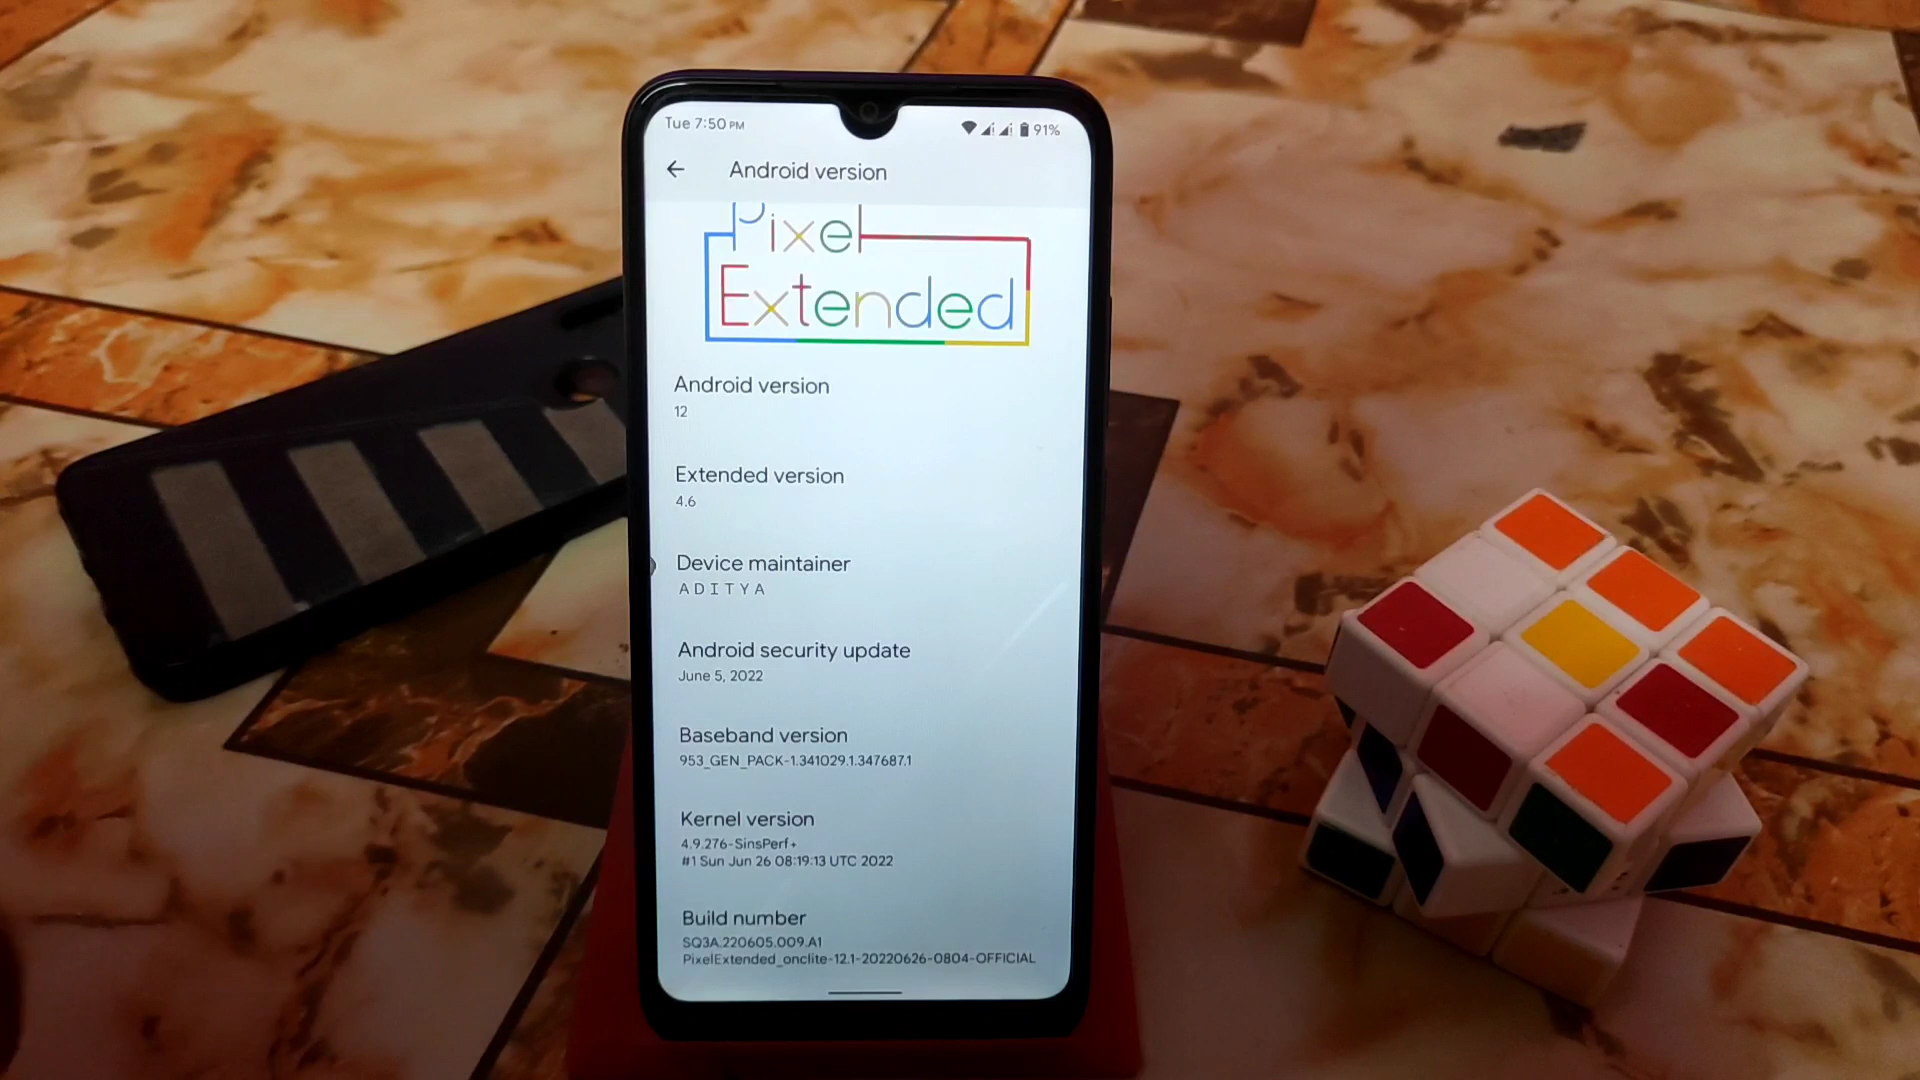 Tue 7:50 PM
91%
Android version
Pixel
Extended
Android version
12
Extended version
4.6
Device maintainer
A D I T Y A
Android security update
June 5, 2022
Baseband version
953_GEN_PACK-1.341029.1.347687.1
Kernel version
4.9.276-SinsPerf+
#1 Sun Jun 26 08:19:13 UTC 2022
Build number
SQ3A.220605.009.A1
PixelExtended_onclite-12.1-20220626-0804-OFFICIAL